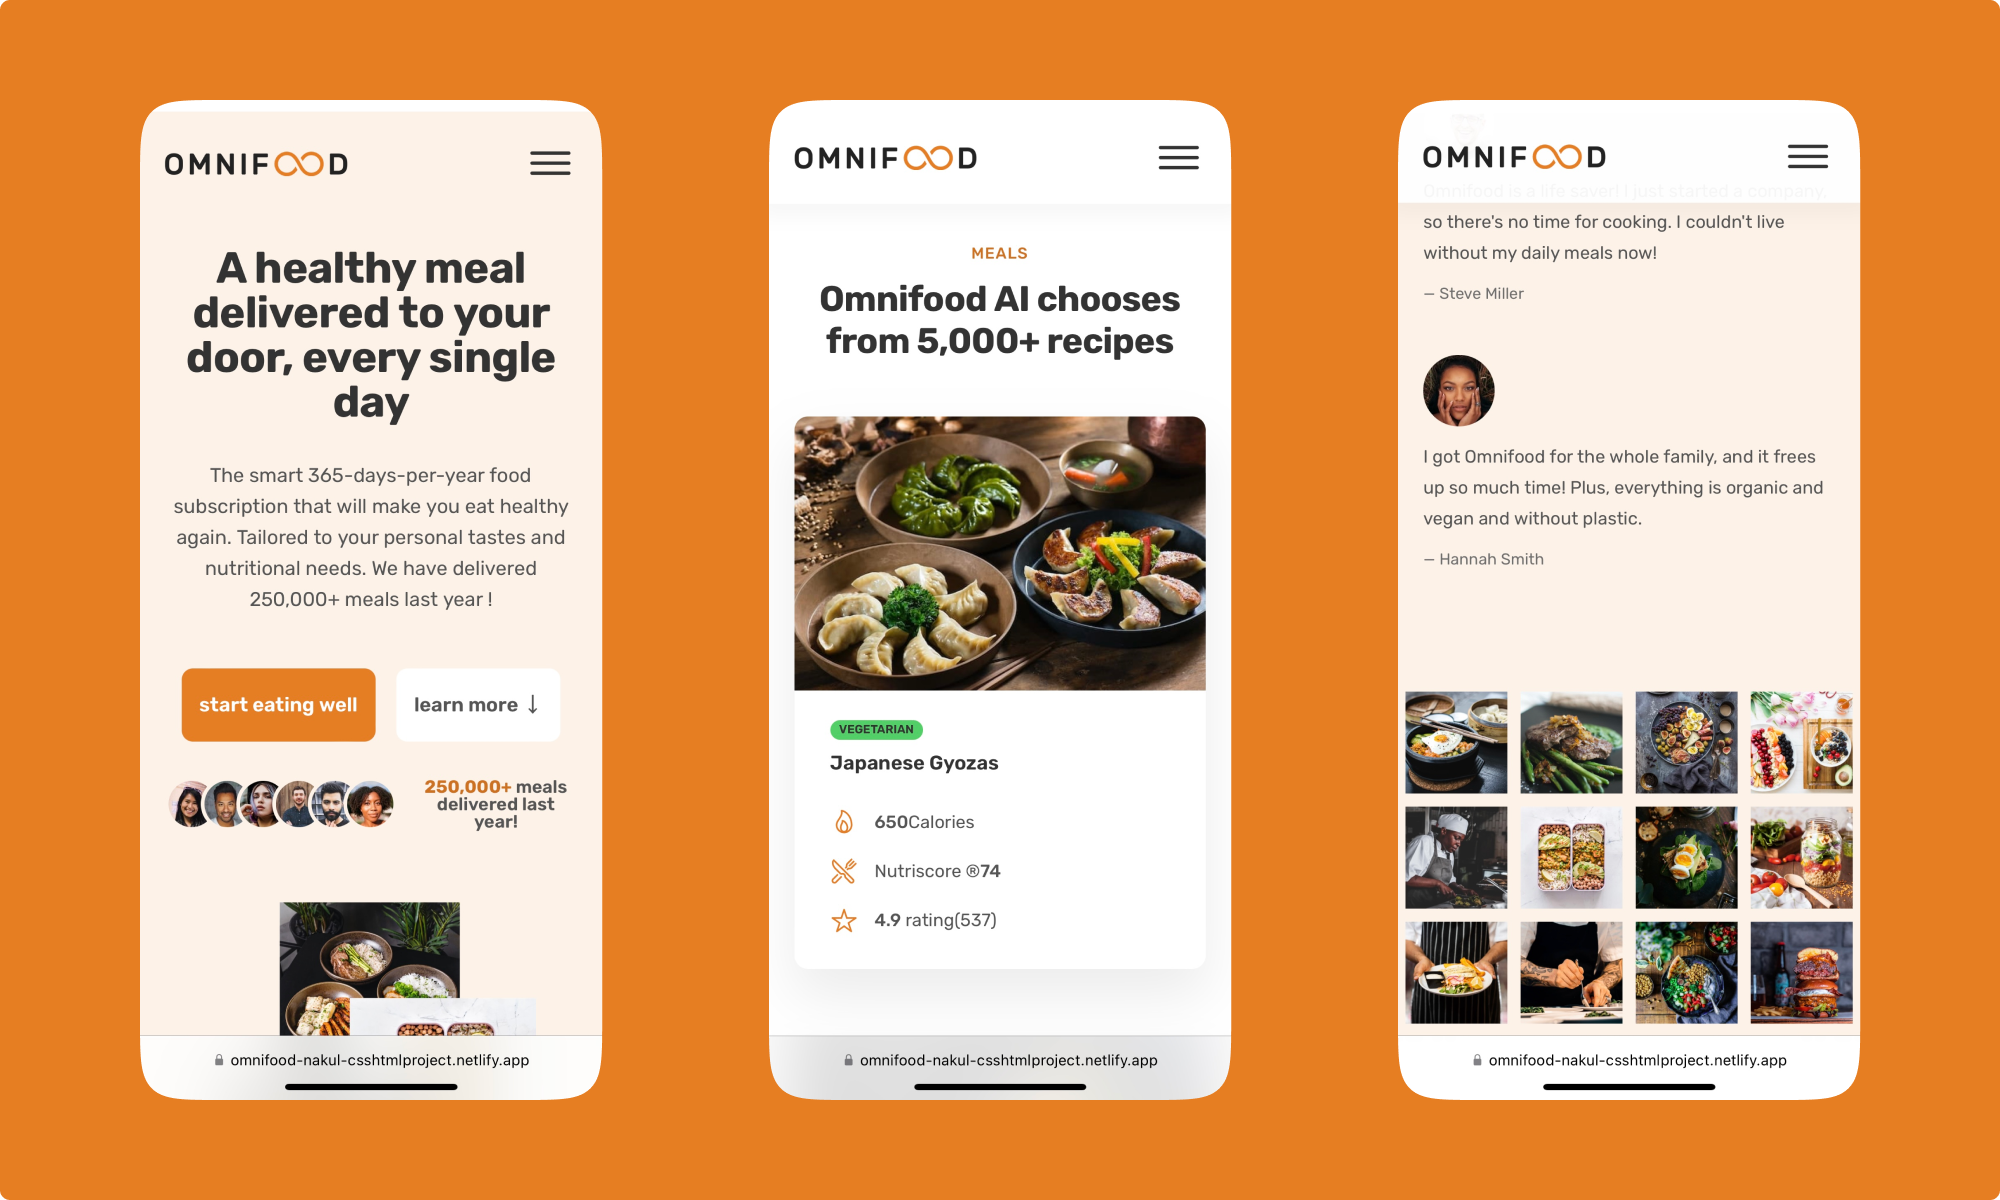 OMNIFOOD
A healthy meal
delivered to your
door, every single
day
The smart 365-days-per-year food
subscription that will make you eat healthy
again. Tailored to your personal tastes and
nutritional needs. We have delivered
250,000+ meals last year !
start eating well
learn more ↓
250,000+ meals
delivered last
year!
omnifood-nakul-csshtmlproject.netlify.app
OMNIFOOD
MEALS
Omnifood AI chooses
from 5,000+ recipes
VEGETARIAN
Japanese Gyozas
650Calories
Nutriscore ®74
4.9 rating(537)
omnifood-nakul-csshtmlproject.netlify.app
OMNIFOOD
Omnifood is a life saver! I just started a company,
so there's no time for cooking. I couldn't live
without my daily meals now!
— Steve Miller
I got Omnifood for the whole family, and it frees
up so much time! Plus, everything is organic and
vegan and without plastic.
— Hannah Smith
omnifood-nakul-csshtmlproject.netlify.app